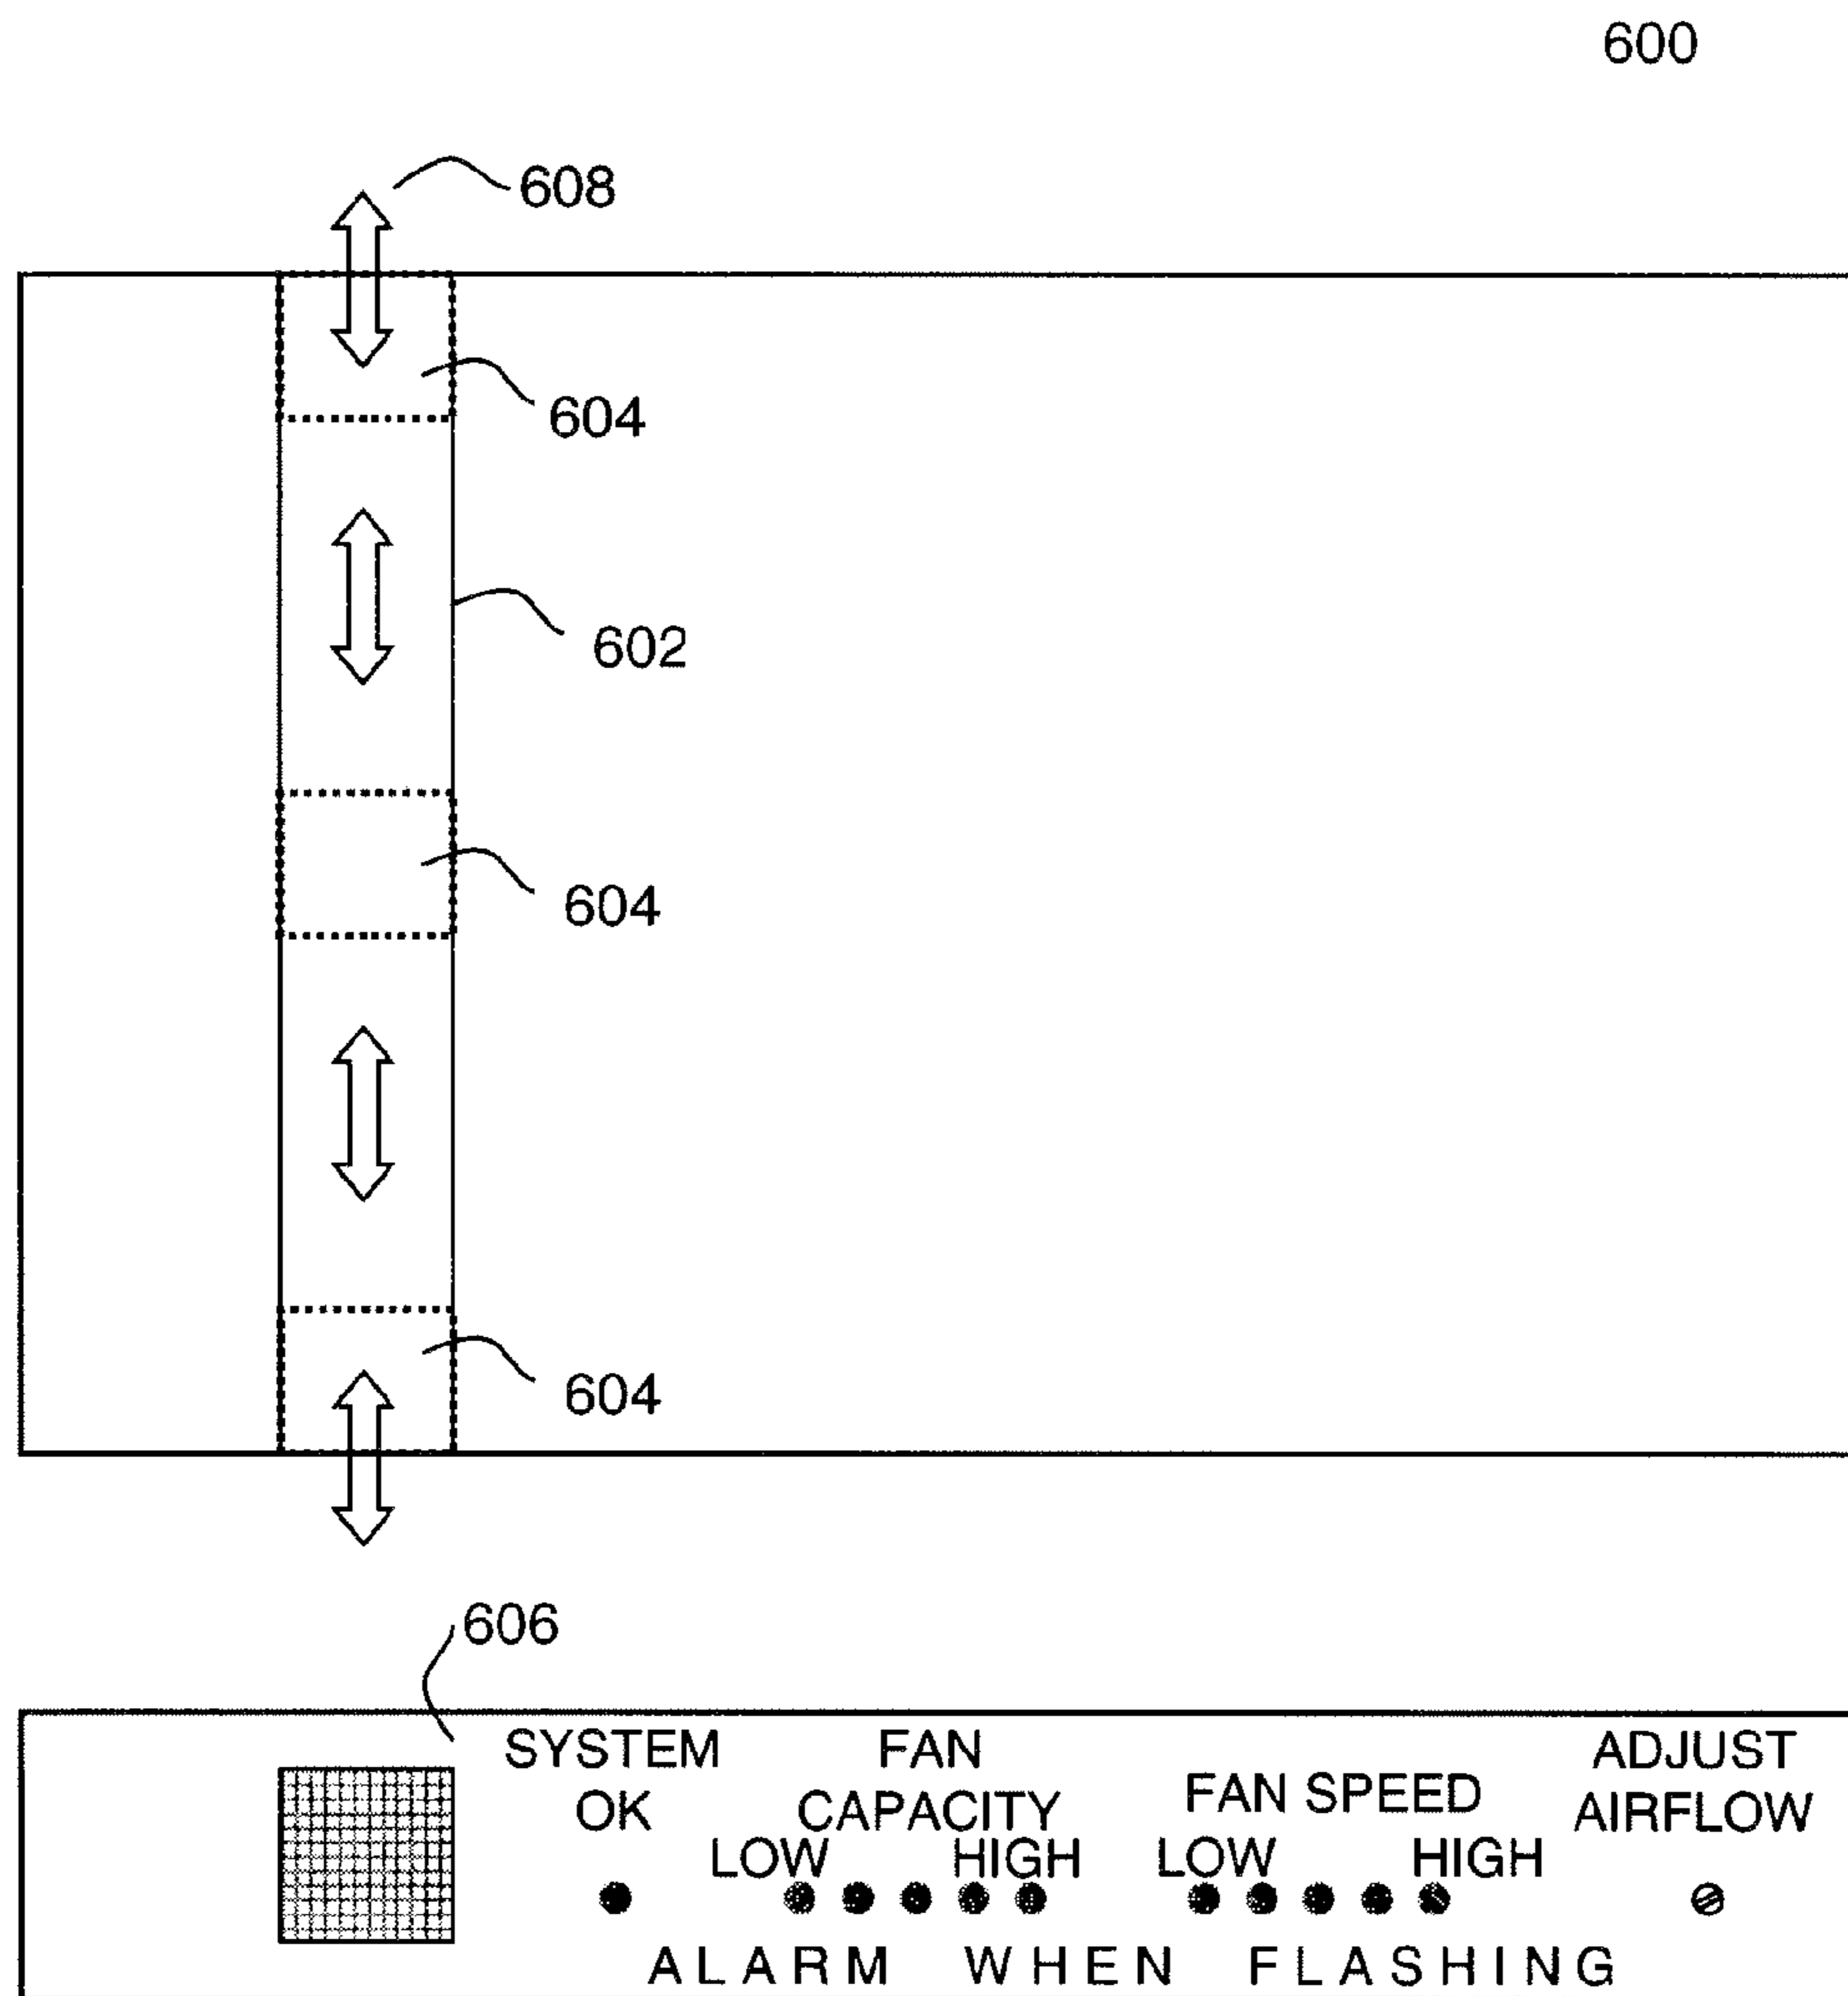 600
608
604
602
604
604
606
SYSTEM OK
FAN CAPACITY
LOW HIGH
FAN SPEED
LOW HIGH
ADJUST AIRFLOW
ALARM WHEN FLASHING